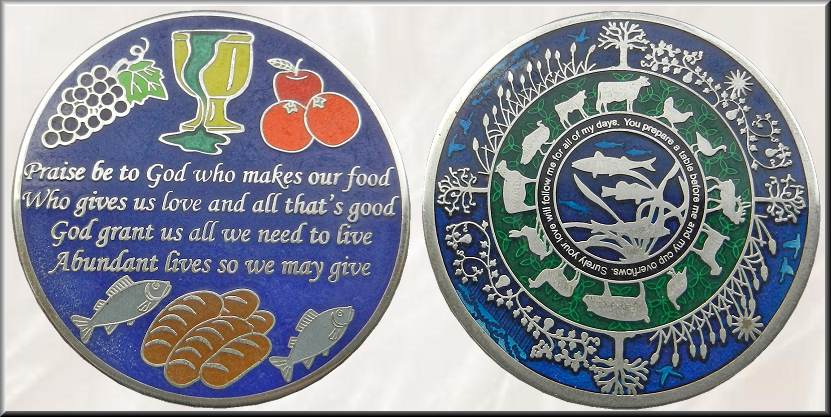 Praise be to God who makes our food
Who gives us love and all that's good
God grant us all we need to live
Abundant lives so we may give
You prepare a table before me and my cup overflows. Surely your love will follow me for all of my days.